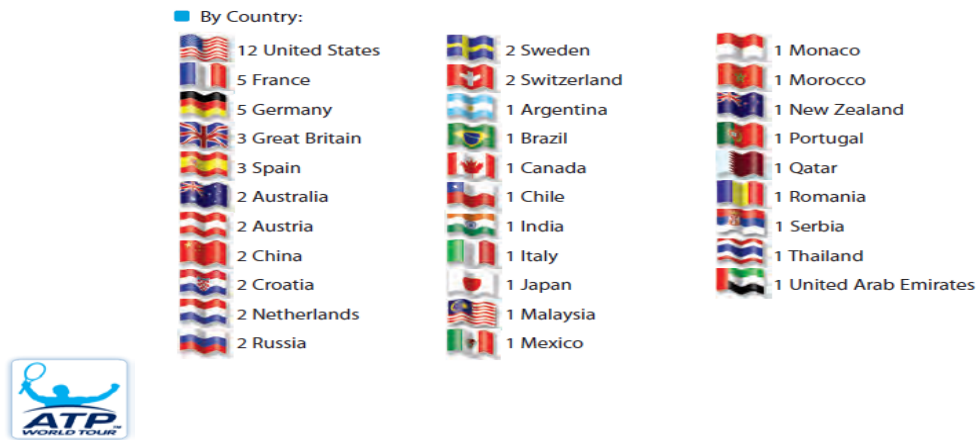 By Country:
12 United States
5 France
5 Germany
3 Great Britain
3 Spain
2 Australia
2 Austria
2 China
2 Croatia
2 Netherlands
2 Russia
2 Sweden
2 Switzerland
1 Argentina
1 Brazil
1 Canada
1 Chile
1 India
1 Italy
1 Japan
1 Malaysia
1 Mexico
1 Monaco
1 Morocco
1 New Zealand
1 Portugal
1 Qatar
1 Romania
1 Serbia
1 Thailand
1 United Arab Emirates
ATP™
WORLD TOUR